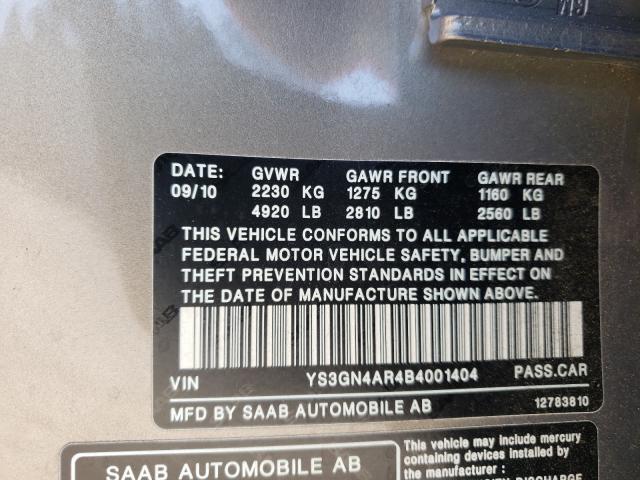 DATE: GVWR GAWR FRONT GAWR REAR
09/10 2230 KG 1275 KG 1160 KG
4920 LB 2810 LB 2560 LB
THIS VEHICLE CONFORMS TO ALL APPLICABLE
FEDERAL MOTOR VEHICLE SAFETY, BUMPER AND
THEFT PREVENTION STANDARDS IN EFFECT ON
THE DATE OF MANUFACTURE SHOWN ABOVE.
VIN YS3GN4AR4B4001404 PASS.CAR
MFD BY SAAB AUTOMOBILE AB 12783810
SAAB AUTOMOBILE AB
This vehicle may include mercury
containing devices installed by
the manufacturer :
DISCHARGE